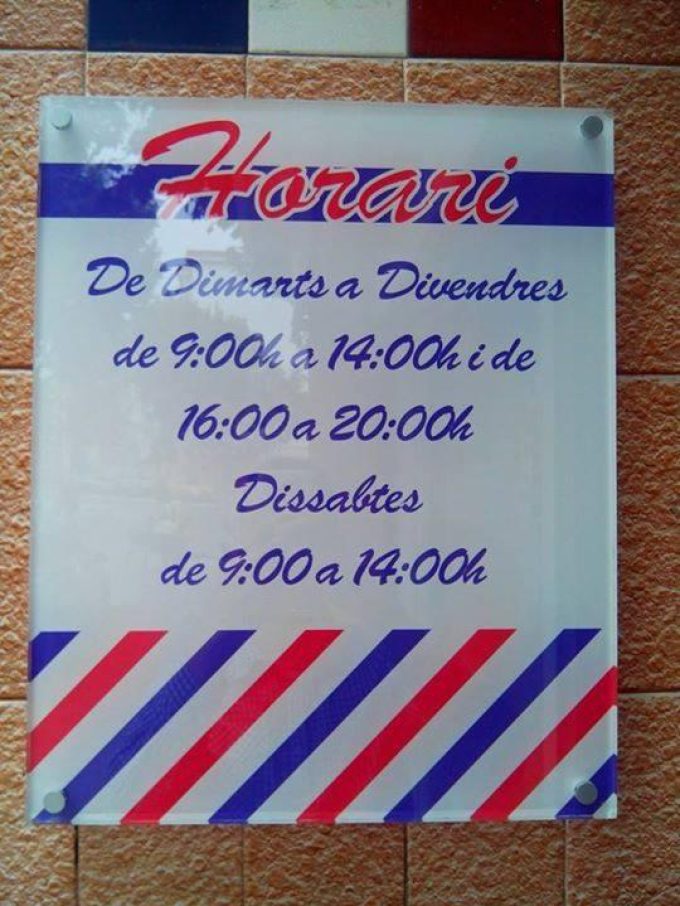 Horari
De Dimarts a Divendres
de 9:00h a 14:00h i de
16:00 a 20:00h
Dissabtes
de 9:00 a 14:00h